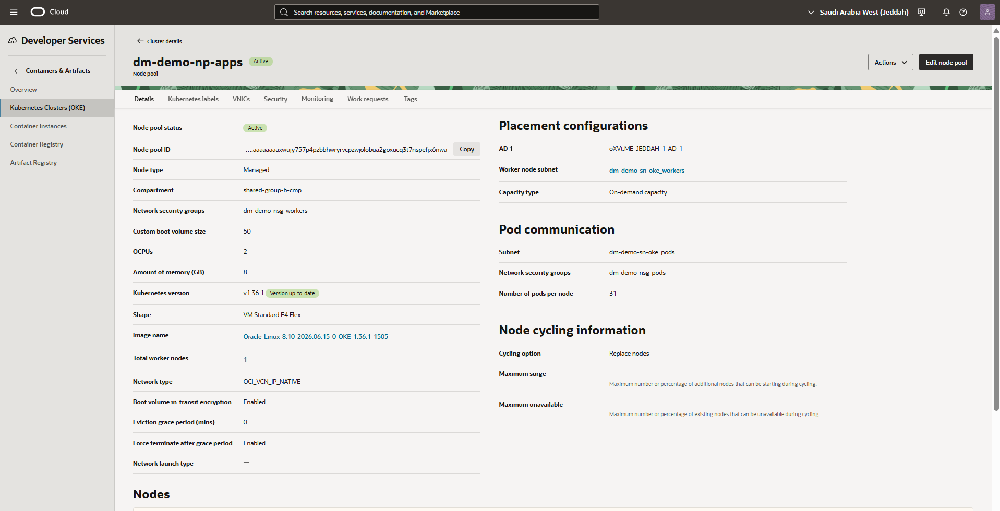 Cloud
Search resources, services, documentation, and Marketplace
Saudi Arabia West (Jeddah)
Developer Services
Containers & Artifacts
Overview
Kubernetes Clusters (OKE)
Container Instances
Container Registry
Artifact Registry
Cluster details
dm-demo-np-apps Active
Node pool
Actions
Edit node pool
Details Kubernetes labels VNICs Security Monitoring Work requests Tags
Node pool status Active
Node pool ID ....aaaaaaaaxwujy757p4pzbbhwryrvcpzwjolobua2goxucq3t7nspefjx6nwa Copy
Node type Managed
Compartment shared-group-b-cmp
Network security groups dm-demo-nsg-workers
Custom boot volume size 50
OCPUs 2
Amount of memory (GB) 8
Kubernetes version v1.36.1 Version up-to-date
Shape VM.Standard.E4.Flex
Image name Oracle-Linux-8.10-2026.06.15-0-OKE-1.36.1-1505
Total worker nodes 1
Network type OCI_VCN_IP_NATIVE
Boot volume in-transit encryption Enabled
Eviction grace period (mins) 0
Force terminate after grace period Enabled
Network launch type —
Placement configurations
AD 1 oXVt:ME-JEDDAH-1-AD-1
Worker node subnet dm-demo-sn-oke_workers
Capacity type On-demand capacity
Pod communication
Subnet dm-demo-sn-oke_pods
Network security groups dm-demo-nsg-pods
Number of pods per node 31
Node cycling information
Cycling option Replace nodes
Maximum surge —
Maximum number or percentage of additional nodes that can be starting during cycling.
Maximum unavailable —
Maximum number or percentage of existing nodes that can be unavailable during cycling.
Nodes